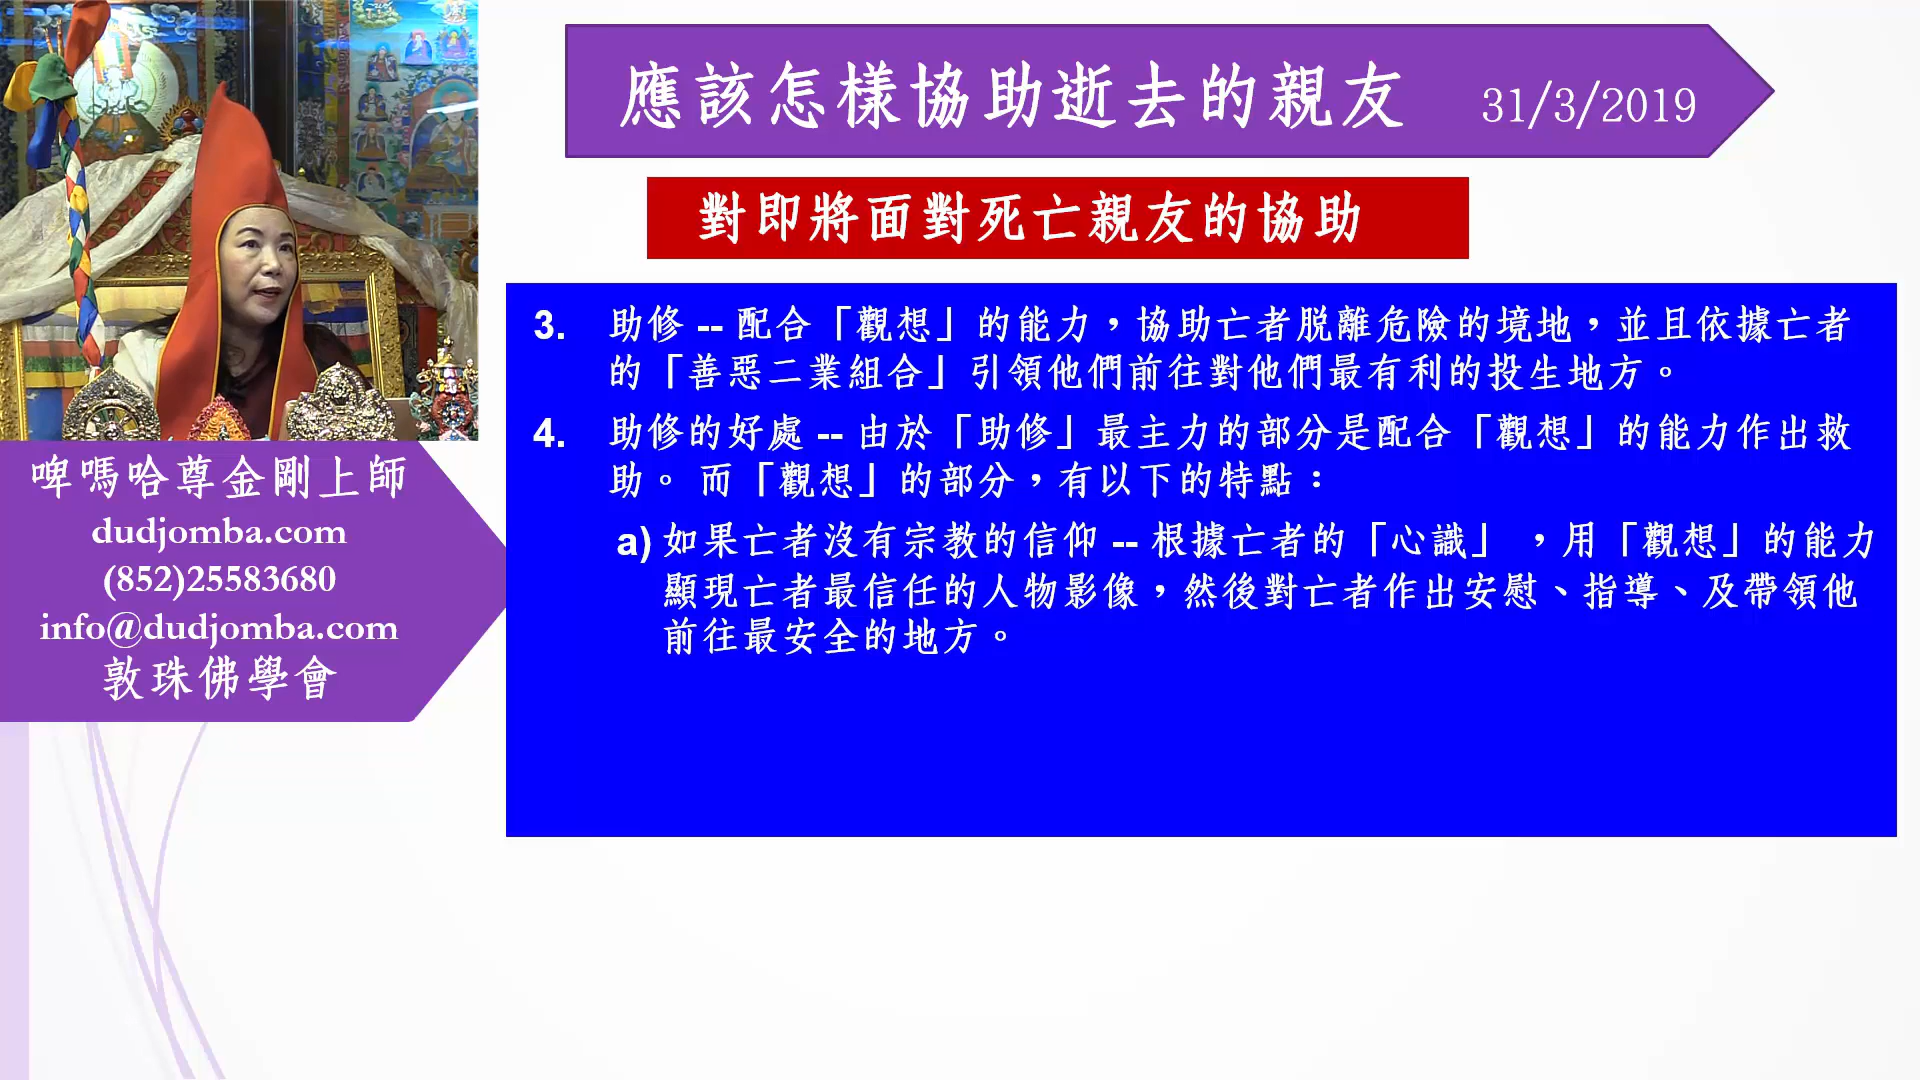 應該怎樣協助逝去的親友 31/3/2019
對即將面對死亡親友的協助
3. 助修 -- 配合「觀想」的能力，協助亡者脫離危險的境地，並且依據亡者
的「善惡二業組合」引領他們前往對他們最有利的投生地方。
4. 助修的好處 -- 由於「助修」最主力的部分是配合「觀想」的能力作出救
助。 而「觀想」的部分，有以下的特點：
a) 如果亡者沒有宗教的信仰 -- 根據亡者的「心識」 ，用「觀想」的能力
顯現亡者最信任的人物影像，然後對亡者作出安慰、指導、及帶領他
前往最安全的地方。
啤嗎哈尊金剛上師
dudjomba.com
(852)25583680
info@dudjomba.com
敦珠佛學會